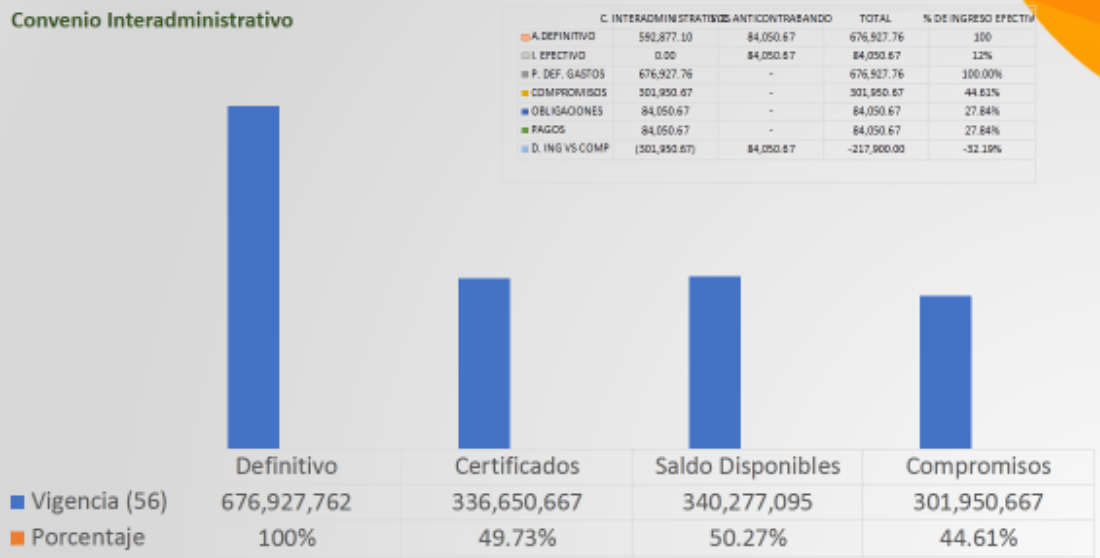 Convenio Interadministrativo
C. INTERADMINISTRATIVOS ANTICONTRABANDO TOTAL % DE INGRESO EFECTIV
A.DEFINITIVO 592,877.10 84,050.67 676,927.76 100
I. EFECTIVO 0.00 84,050.67 84,050.67 12%
P. DEF. GASTOS 676,927.76 - 676,927.76 100.00%
COMPROMISOS 301,950.67 - 301,950.67 44.61%
OBLIGACIONES 84,050.67 - 84,050.67 27.84%
PAGOS 84,050.67 - 84,050.67 27.84%
D. ING VS COMP (301,950.67) 84,050.67 -217,900.00 -32.19%
Definitivo Certificados Saldo Disponibles Compromisos
Vigencia (56) 676,927,762 336,650,667 340,277,095 301,950,667
Porcentaje 100% 49.73% 50.27% 44.61%